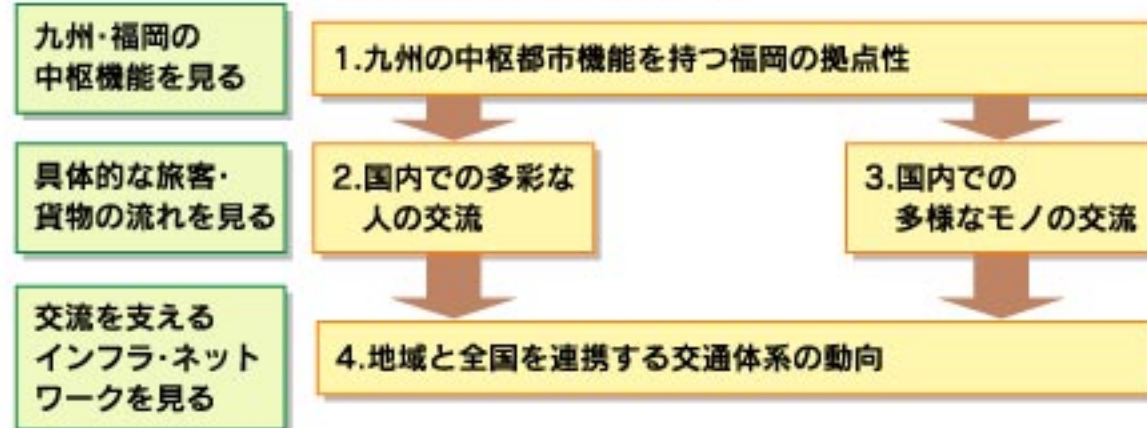 九州・福岡の
中枢機能を見る
1.九州の中枢都市機能を持つ福岡の拠点性
具体的な旅客・
貨物の流れを見る
2.国内での多彩な
人の交流
3.国内での
多様なモノの交流
交流を支える
インフラ・ネット
ワークを見る
4.地域と全国を連携する交通体系の動向